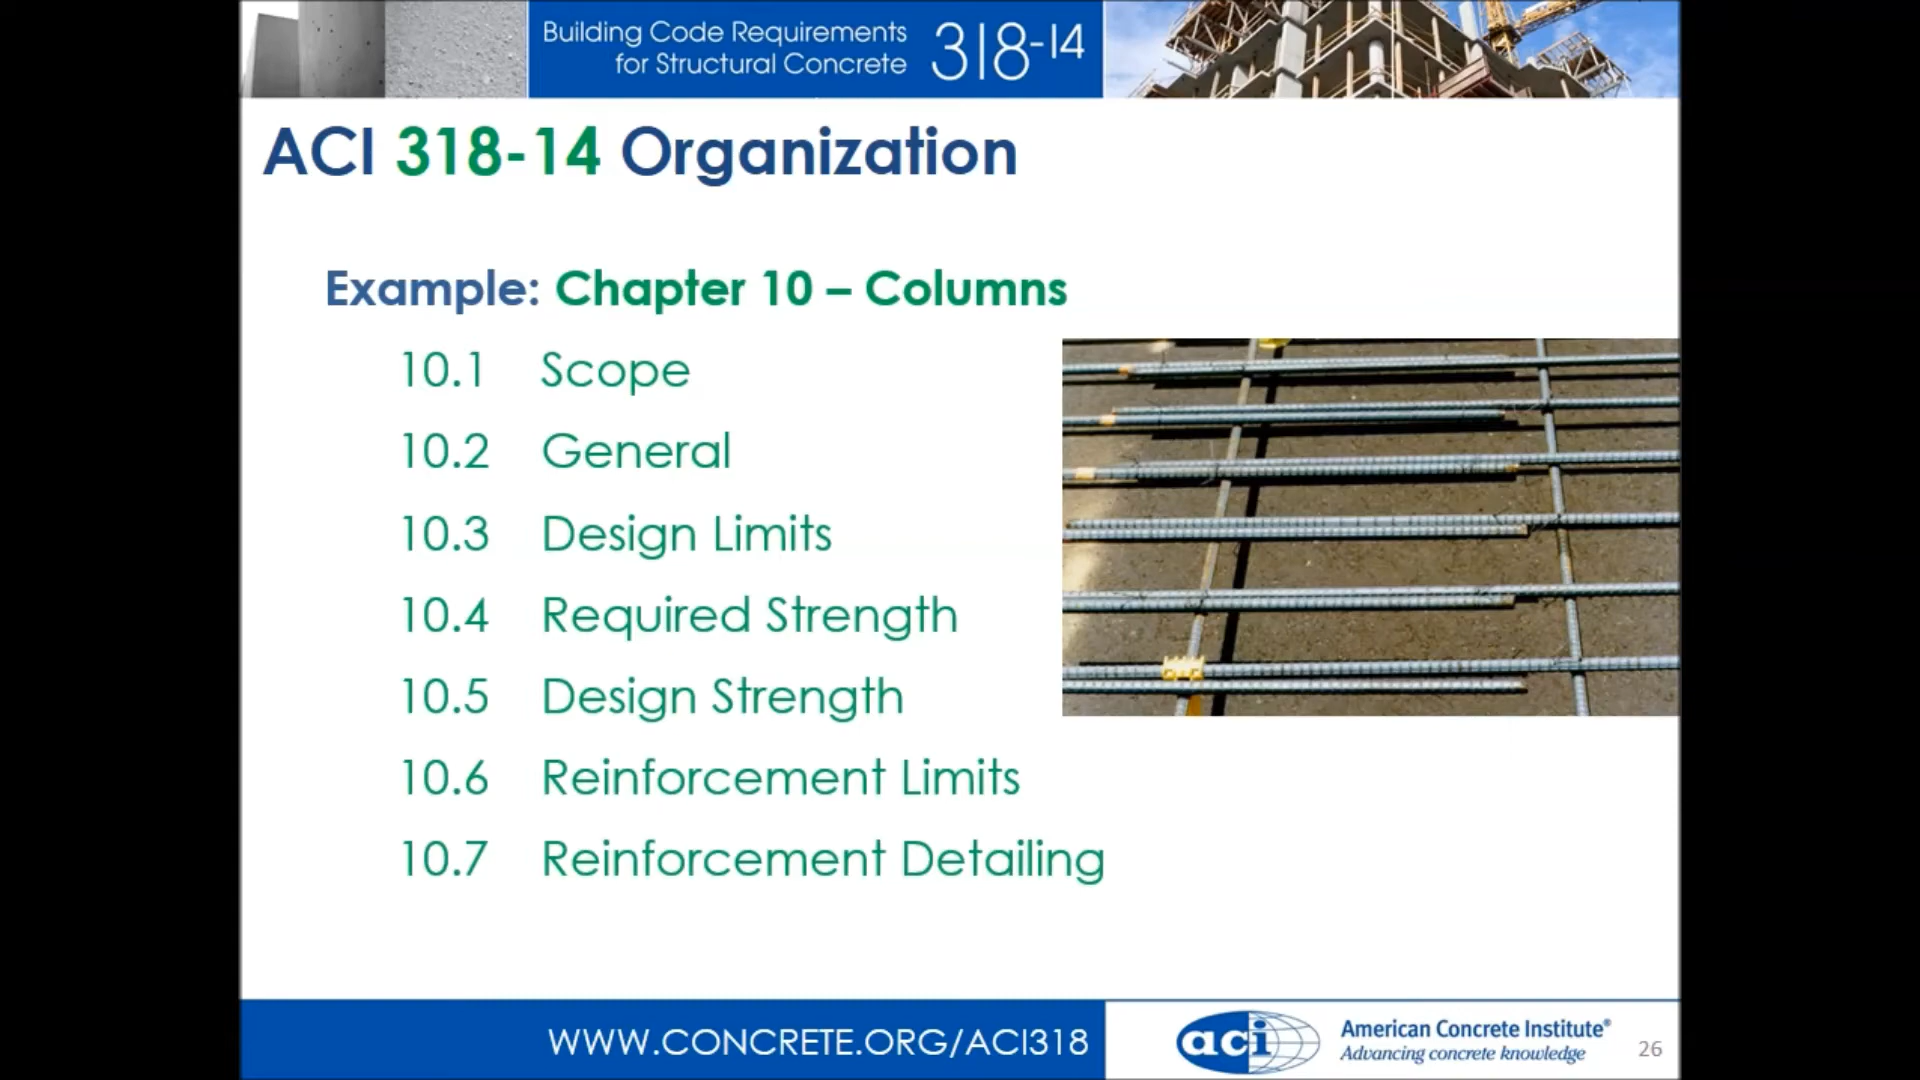 Building Code Requirements
for Structural Concrete
318-14
ACI 318-14 Organization
Example: Chapter 10 – Columns
10.1 Scope
10.2 General
10.3 Design Limits
10.4 Required Strength
10.5 Design Strength
10.6 Reinforcement Limits
10.7 Reinforcement Detailing
WWW.CONCRETE.ORG/ACI318
aci
American Concrete Institute®
Advancing concrete knowledge
26